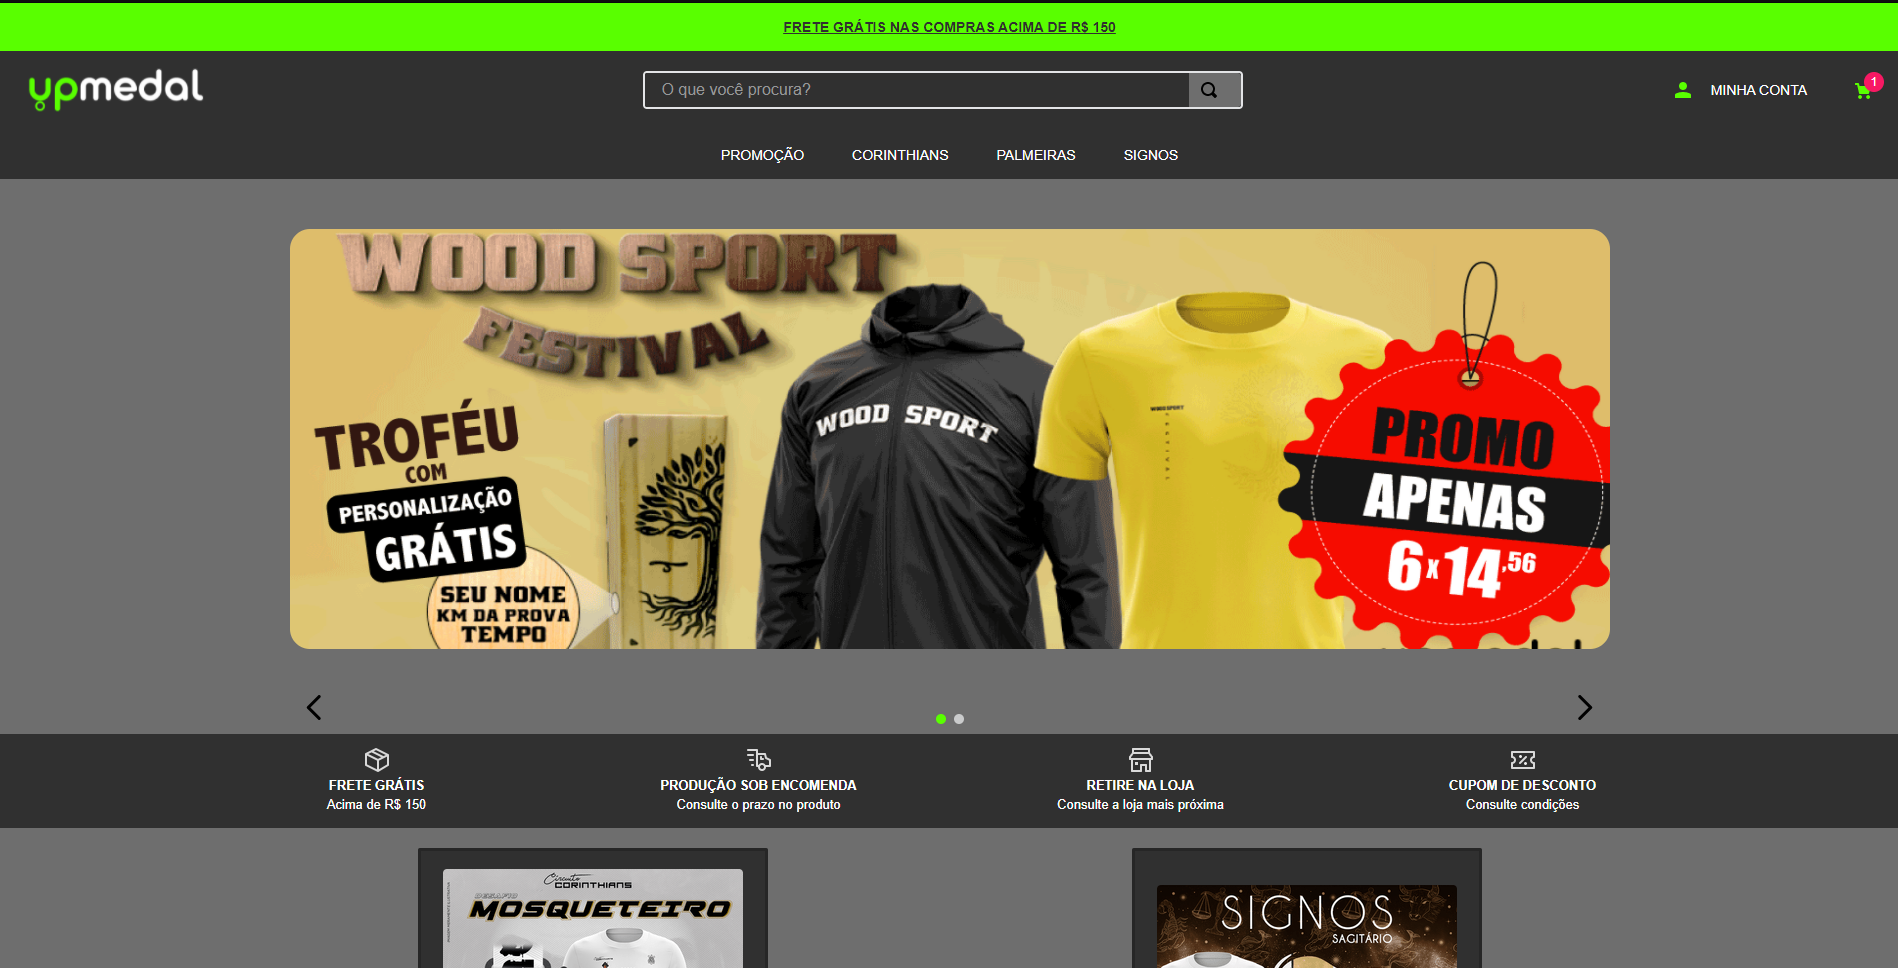 FRETE GRÁTIS NAS COMPRAS ACIMA DE R$ 150
upmedal
O que você procura?
MINHA CONTA
1
PROMOÇÃO
CORINTHIANS
PALMEIRAS
SIGNOS
WOOD SPORT
FESTIVAL
TROFÉU
COM
PERSONALIZAÇÃO
GRÁTIS
SEU NOME
KM DA PROVA
TEMPO
WOOD SPORT
WOOD SPORT
FESTIVAL
PROMO
APENAS
6x14,56
FRETE GRÁTIS
Acima de R$ 150
PRODUÇÃO SOB ENCOMENDA
Consulte o prazo no produto
RETIRE NA LOJA
Consulte a loja mais próxima
CUPOM DE DESCONTO
Consulte condições
Circuito
CORINTHIANS
DESAFIO
MOSQUETEIRO
SIGNOS
SAGITÁRIO